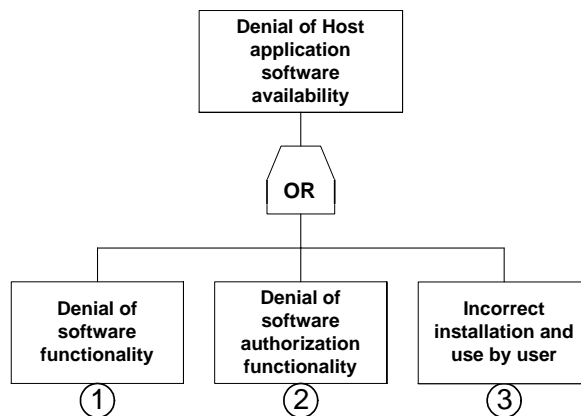 Denial of Host
application
software
availability
OR
Denial of
software
functionality
Denial of
software
authorization
functionality
Incorrect
installation and
use by user
1
2
3